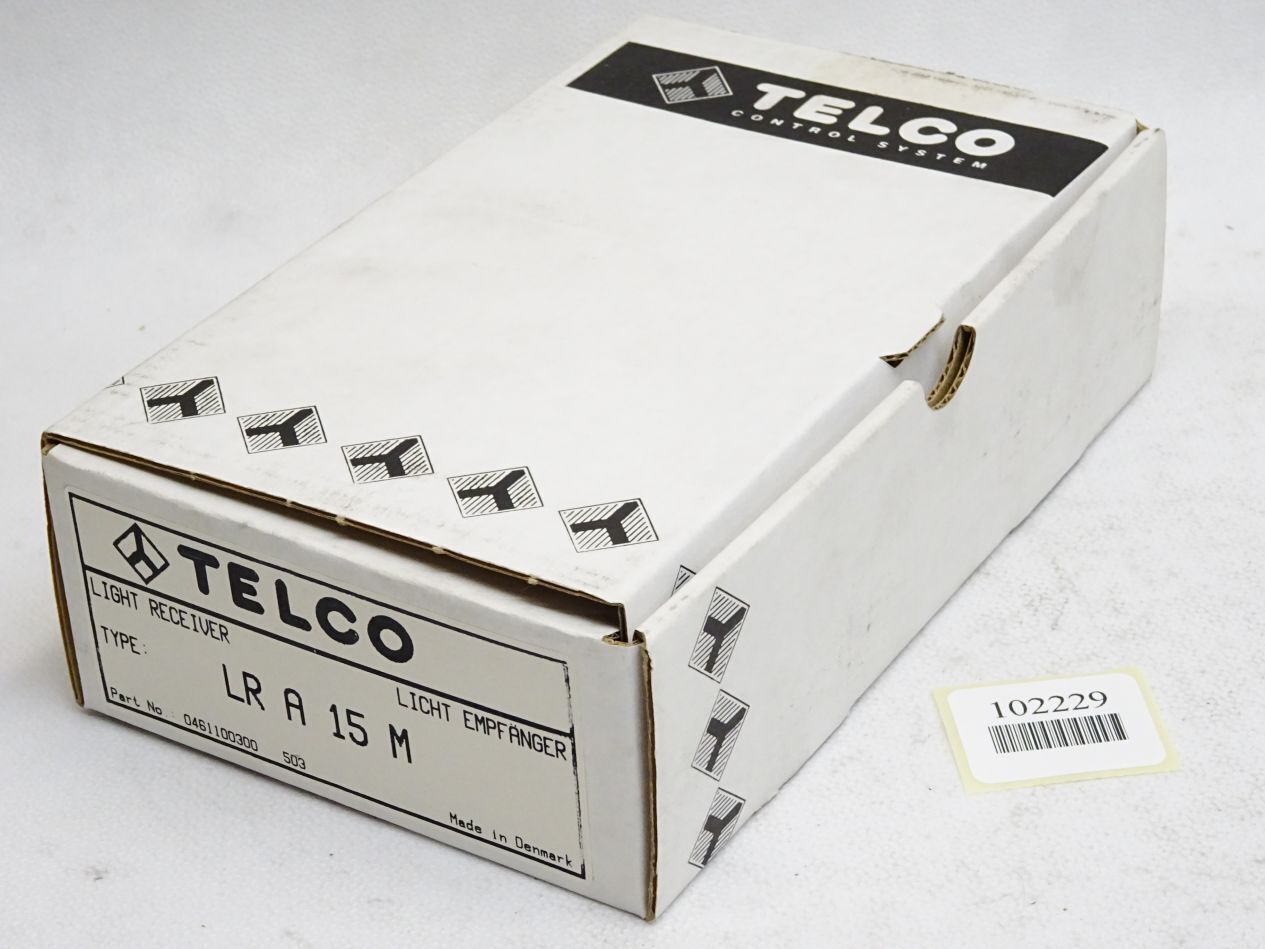 TELCO
CONTROL SYSTEM
TELCO
LIGHT RECEIVER
LICHT EMPFÄNGER
TYPE:
LR A 15 M
Part No : 0461100300 503
Made in Denmark
102229